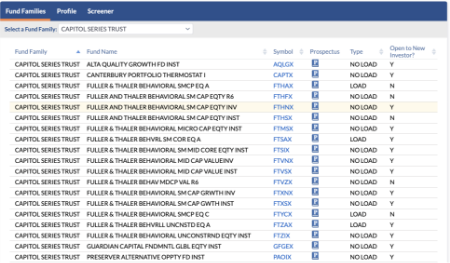 Fund Families Profile Screener
Select a Fund Family: CAPITOL SERIES TRUST
Fund Family Fund Name Symbol Prospectus Type Open to New Investor?
CAPITOL SERIES TRUST ALTA QUALITY GROWTH FD INST AQLGX NO LOAD Y
CAPITOL SERIES TRUST CANTERBURY PORTFOLIO THERMOSTAT I CAPTX NO LOAD Y
CAPITOL SERIES TRUST FULLER & THALER BEHAVIORAL SMCP EQ A FTHAX LOAD N
CAPITOL SERIES TRUST FULLER AND THALER BEHAVIORAL SM CAP EQTY R6 FTHFX NO LOAD N
CAPITOL SERIES TRUST FULLER AND THALER BEHAVIORAL SM CAP EQTY INV FTHNX NO LOAD Y
CAPITOL SERIES TRUST FULLER AND THALER BEHAVIORAL SM CAP EQTY INST FTHSX NO LOAD N
CAPITOL SERIES TRUST FULLER & THALER BEHAVIORAL MICRO CAP EQTY INST FTMSX NO LOAD Y
CAPITOL SERIES TRUST FULLER & THALER BEHVRL SM COR EQ A FTSAX LOAD Y
CAPITOL SERIES TRUST FULLER & THALER BEHAVIORAL SM MID CORE EQTY INST FTSIX NO LOAD Y
CAPITOL SERIES TRUST FULLER & THALER BEHAVIORAL MID CAP VALUEINV FTVNX NO LOAD Y
CAPITOL SERIES TRUST FULLER & THALER BEHAVIORAL MID CAP VALUE INST FTVSX NO LOAD Y
CAPITOL SERIES TRUST FULLER & THALER BEHAV MDCP VAL R6 FTVZX NO LOAD N
CAPITOL SERIES TRUST FULLER & THALER BEHAVIORAL SM CAP GRWTH INV FTXNX NO LOAD Y
CAPITOL SERIES TRUST FULLER & THALER BEHAVIORAL SM CAP GWTH INST FTXSX NO LOAD Y
CAPITOL SERIES TRUST FULLER & THALER BEHAVIORAL SMCP EQ C FTYCX LOAD N
CAPITOL SERIES TRUST FULLER & THALER BEHVRILL UNCNSTD EQ A FTZAX LOAD Y
CAPITOL SERIES TRUST FULLER & THALER BEHAVIORAL UNCONSTRND EQTY INST FTZIX NO LOAD Y
CAPITOL SERIES TRUST GUARDIAN CAPITAL FNDMNTL GLBL EQTY INST GFGEX NO LOAD Y
CAPITOL SERIES TRUST PRESERVER ALTERNATIVE OPPTY FD INST PAOIX NO LOAD Y